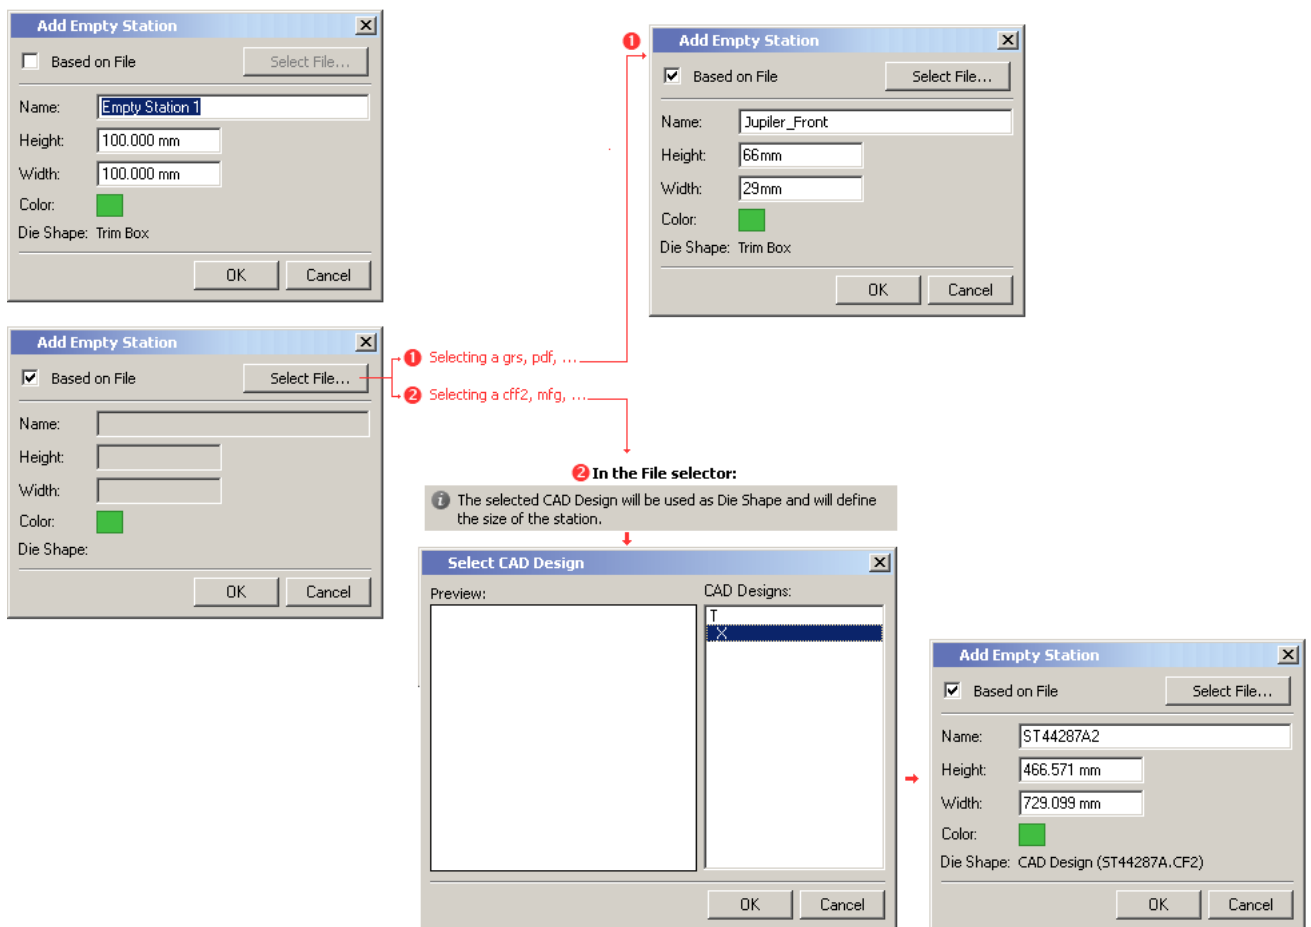 Add Empty Station
Based on File
Select File...
Name:
Empty Station 1
Height:
100.000 mm
Width:
100.000 mm
Color:
Die Shape: Trim Box
OK
Cancel
1
Add Empty Station
Based on File
Select File...
Name:
Jupiler_Front
Height:
66mm
Width:
29mm
Color:
Die Shape: Trim Box
OK
Cancel
Add Empty Station
Based on File
Select File...
Name:
Height:
Width:
Color:
Die Shape:
OK
Cancel
1 Selecting a grs, pdf, ...
2 Selecting a cff2, mfg, ...
2 In the File selector:
i The selected CAD Design will be used as Die Shape and will define
the size of the station.
Select CAD Design
Preview:
CAD Designs:
T
X
OK
Cancel
Add Empty Station
Based on File
Select File...
Name:
ST44287A2
Height:
466.571 mm
Width:
729.099 mm
Color:
Die Shape: CAD Design (ST44287A.CF2)
OK
Cancel